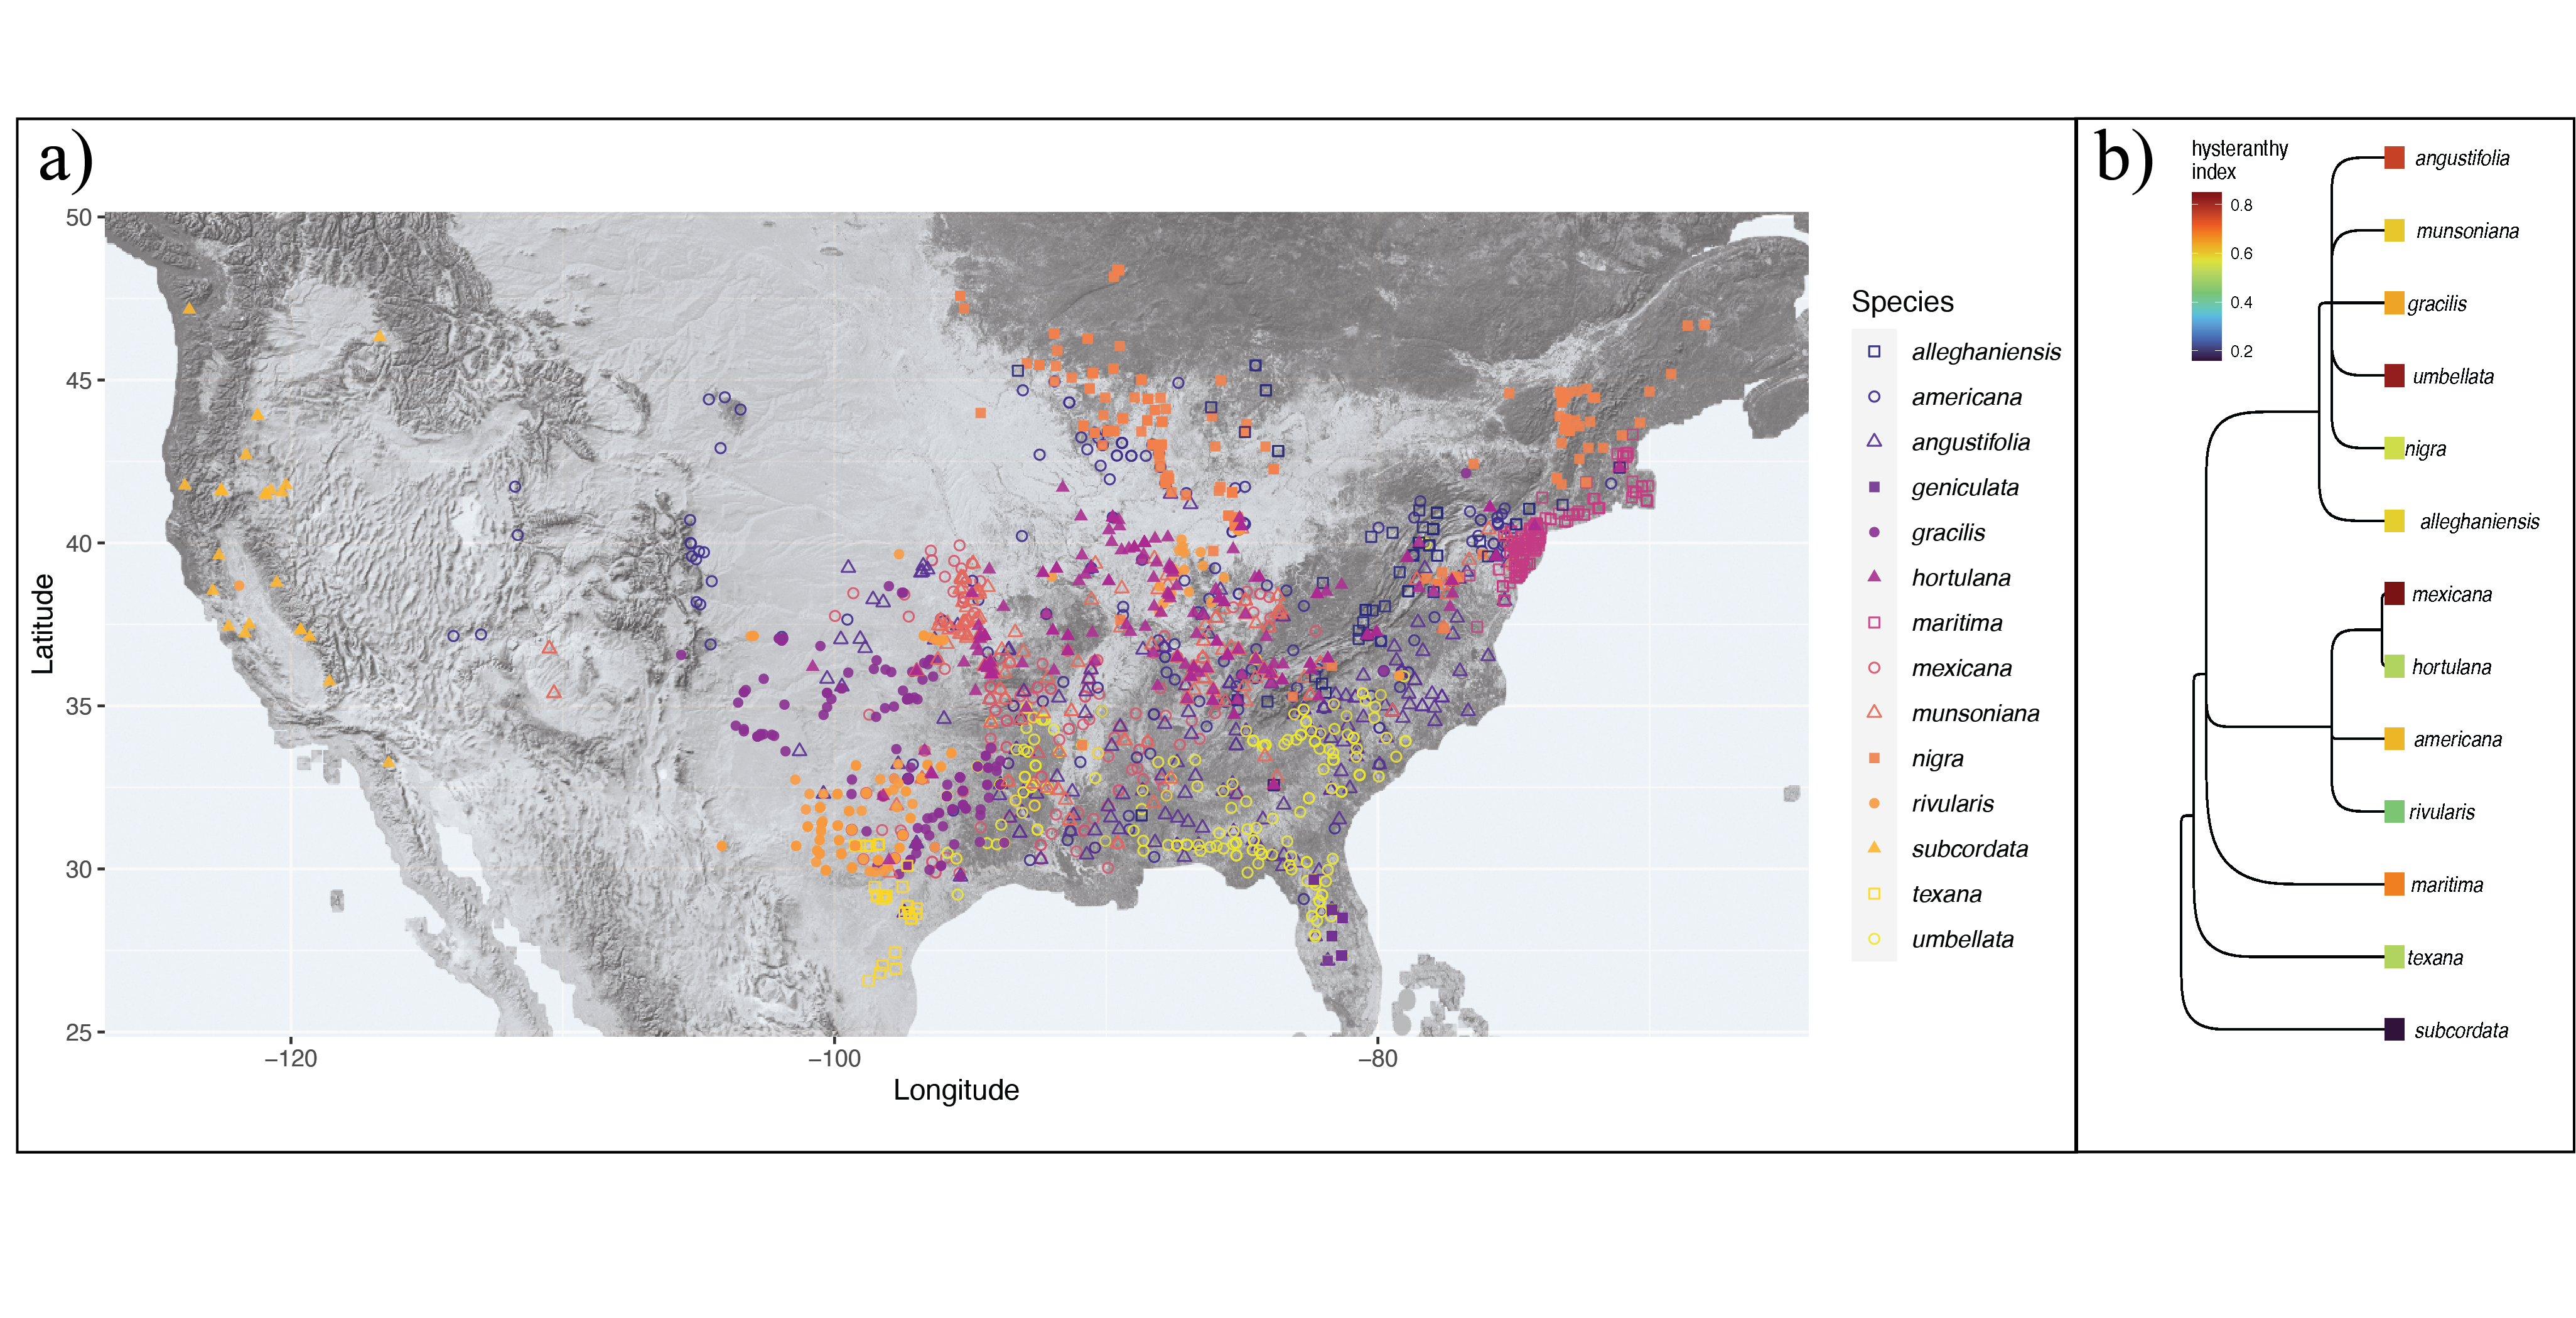 a)
50
45
40
35
30
25
Latitude
−120
−100
−80
Longitude
Species
alleghaniensis
americana
angustifolia
geniculata
gracilis
hortulana
maritima
mexicana
munsoniana
nigra
rivularis
subcordata
texana
umbellata
b)
hysteranthy
index
0.8
0.6
0.4
0.2
angustifolia
munsoniana
gracilis
umbellata
nigra
alleghaniensis
mexicana
hortulana
americana
rivularis
maritima
texana
subcordata